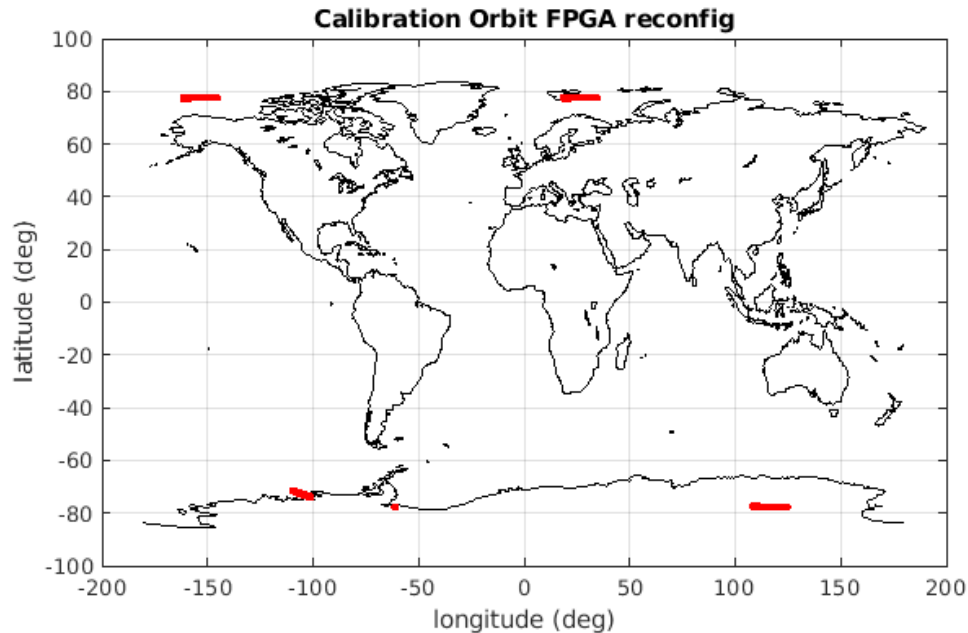 Calibration Orbit FPGA reconfig
100
80
60
40
20
0
-20
-40
-60
-80
-100
latitude (deg)
-200 -150 -100 -50 0 50 100 150 200
longitude (deg)